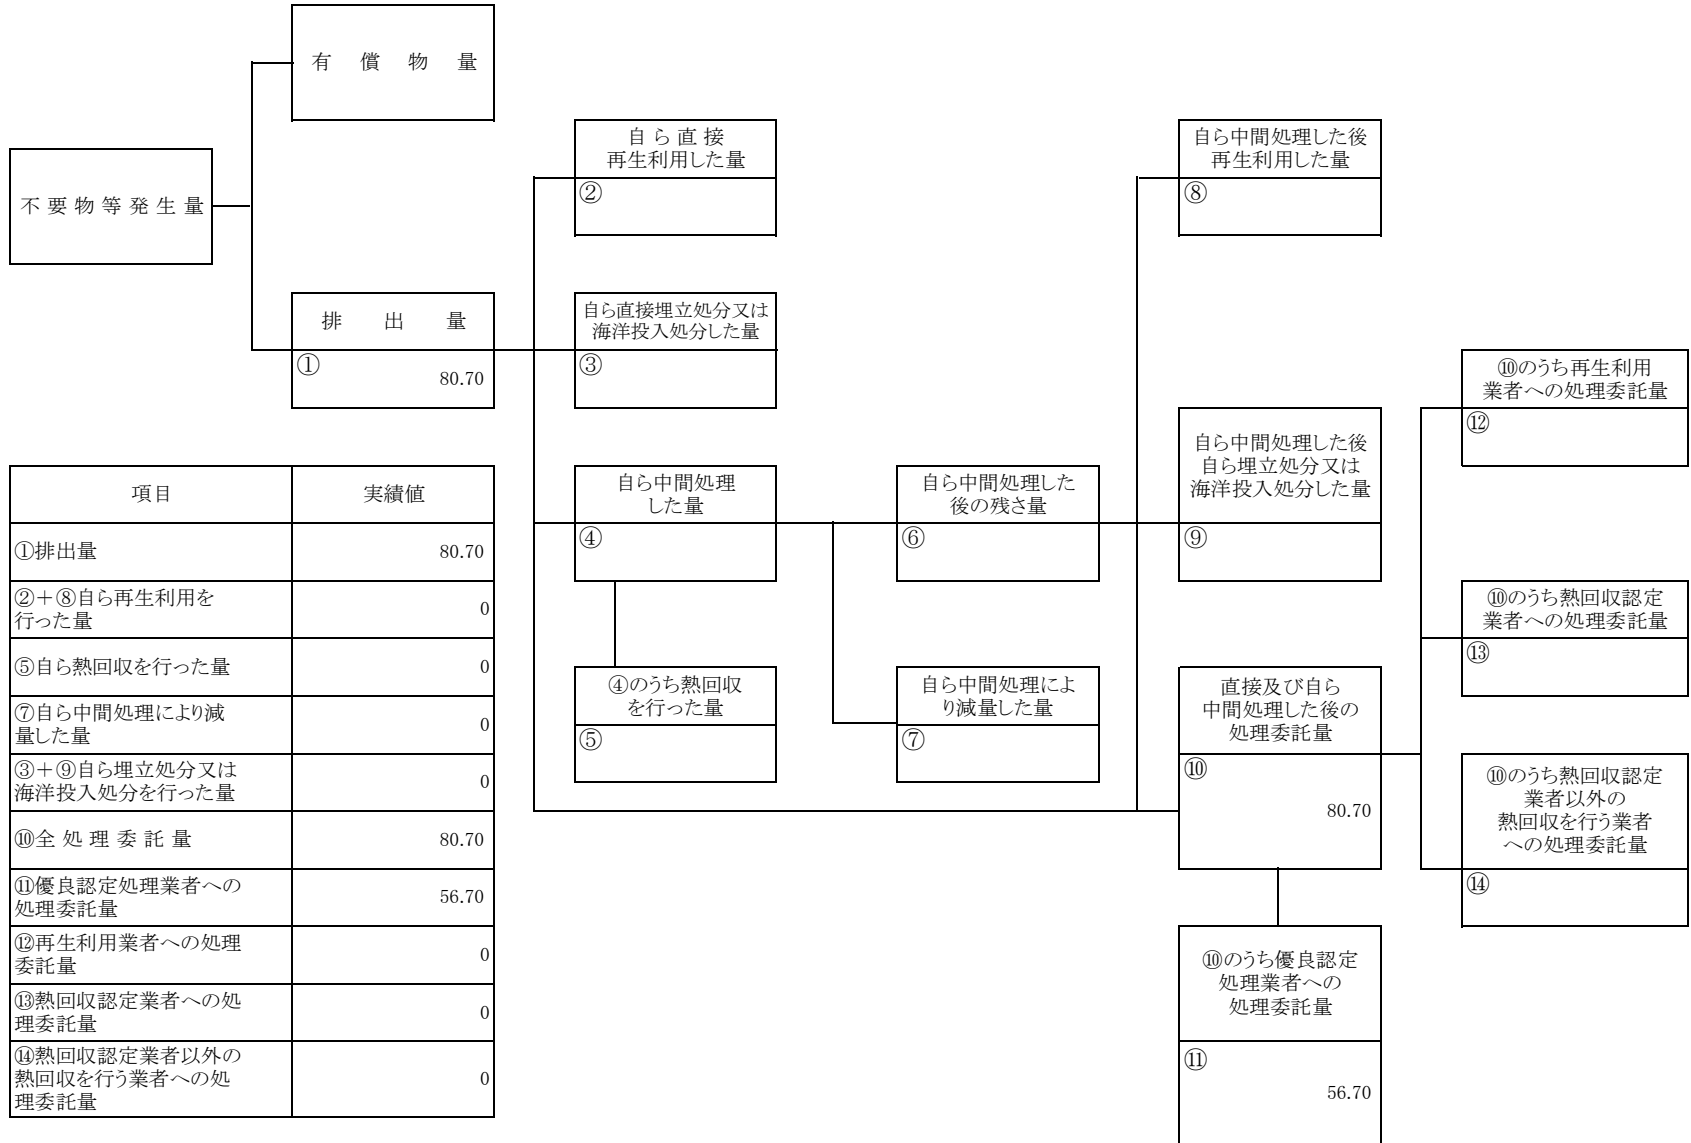 有償物量
不要物等発生量
排出量
①
80.70
自ら直接
再生利用した量
②
自ら直接埋立処分又は
海洋投入処分した量
③
自ら中間処理
した量
④
④のうち熱回収
を行った量
⑤
自ら中間処理した
後の残さ量
⑥
自ら中間処理によ
り減量した量
⑦
自ら中間処理した後
再生利用した量
⑧
自ら中間処理した後
自ら埋立処分又は
海洋投入処分した量
⑨
直接及び自ら
中間処理した後の
処理委託量
⑩
80.70
⑩のうち優良認定
処理業者への
処理委託量
⑪
56.70
⑩のうち再生利用
業者への処理委託量
⑫
⑩のうち熱回収認定
業者への処理委託量
⑬
⑩のうち熱回収認定
業者以外の
熱回収を行う業者
への処理委託量
⑭
項目 実績値
①排出量 80.70
②+⑧自ら再生利用を
行った量 0
⑤自ら熱回収を行った量 0
⑦自ら中間処理により減
量した量 0
③+⑨自ら埋立処分又は
海洋投入処分を行った量 0
⑩全処理委託量 80.70
⑪優良認定処理業者への
処理委託量 56.70
⑫再生利用業者への処理
委託量 0
⑬熱回収認定業者への処
理委託量 0
⑭熱回収認定業者以外の
熱回収を行う業者への処 0
理委託量